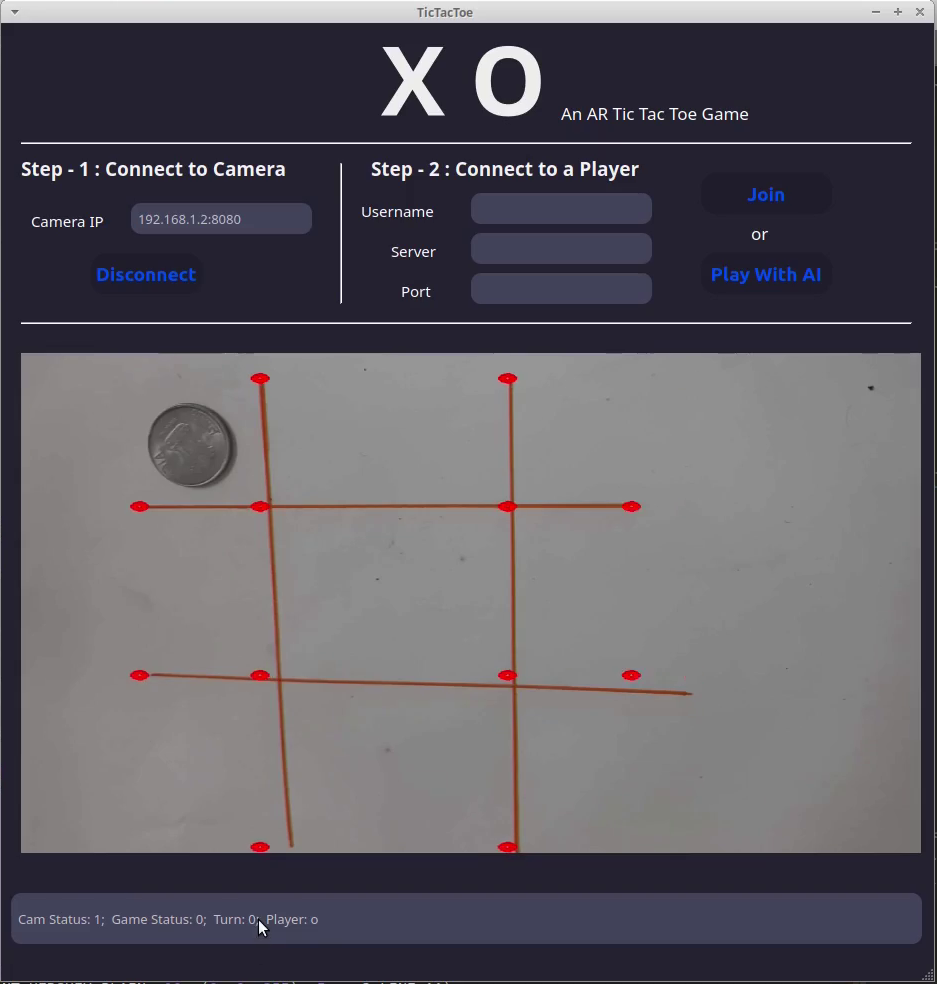 TicTacToe
X O
An AR Tic Tac Toe Game
Step - 1 : Connect to Camera
Camera IP
192.168.1.2:8080
Disconnect
Step - 2 : Connect to a Player
Username
Server
Port
Join
or
Play With AI
Cam Status: 1;  Game Status: 0;  Turn: 0;  Player: o